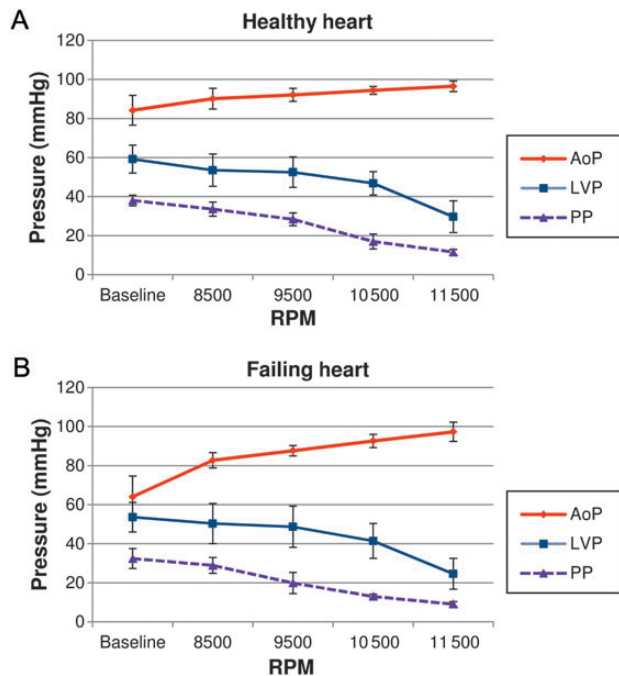 A
Healthy heart
120
100
80
60
40
20
0
Pressure (mmHg)
Baseline 8500 9500 10 500 11 500
RPM
AoP
LVP
PP
B
Failing heart
120
100
80
60
40
20
0
Pressure (mmHg)
Baseline 8500 9500 10 500 11 500
RPM
AoP
LVP
PP